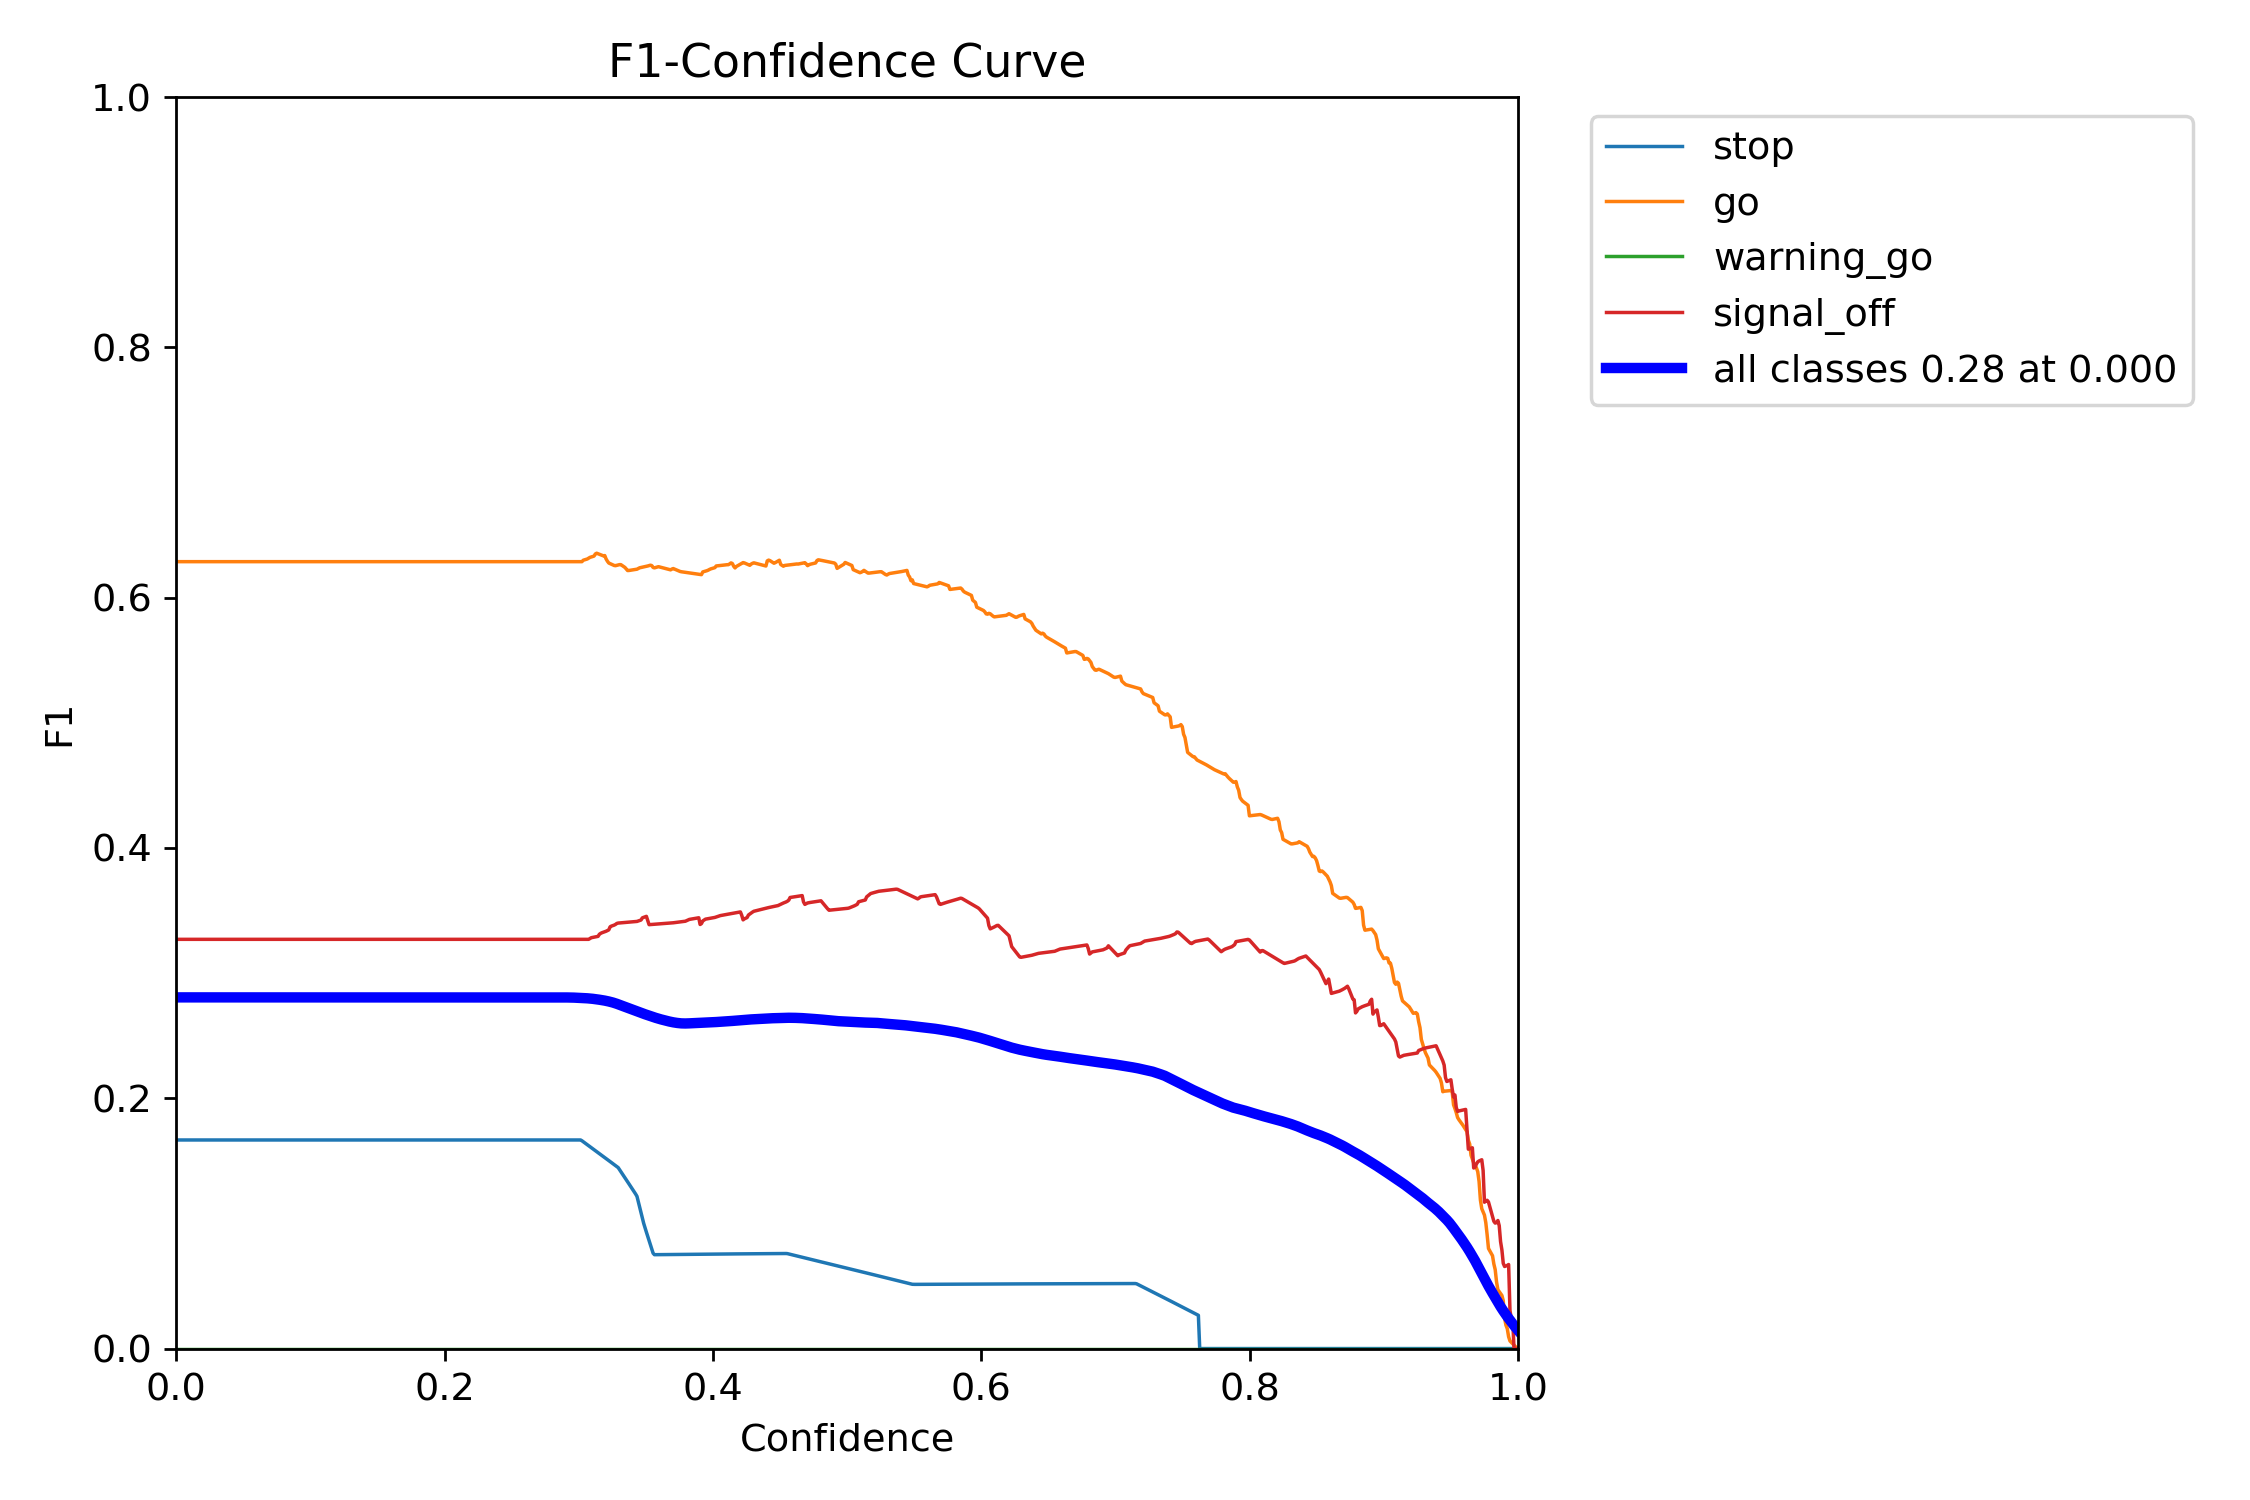 F1-Confidence Curve
1.0
0.8
0.6
0.4
0.2
0.0
F1
0.0 0.2 0.4 0.6 0.8 1.0
Confidence
stop
go
warning_go
signal_off
all classes 0.28 at 0.000